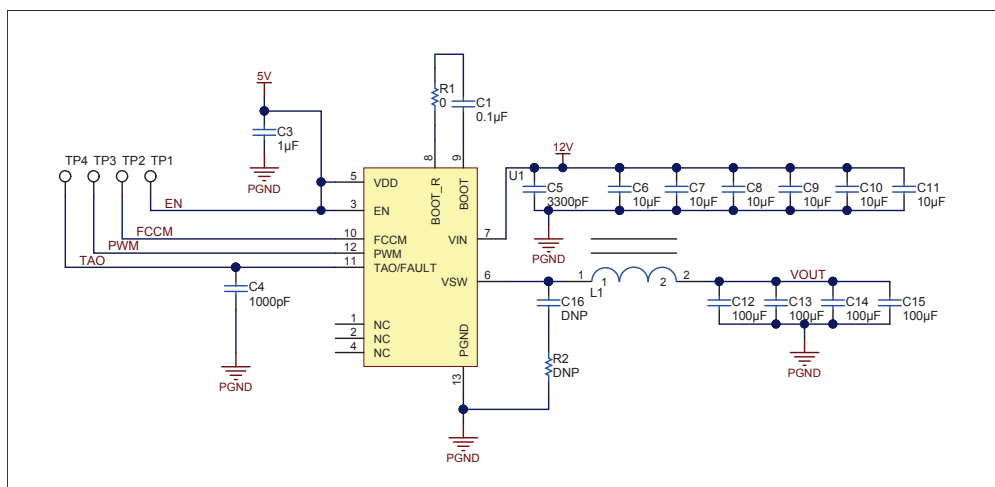 5V
R1
0
C1
0.1µF
C3
1µF
PGND
TP4 TP3 TP2 TP1
8
9
BOOT_R
BOOT
12V
U1
5
VDD
3
EN
EN
FCCM
10
FCCM
PWM
12
PWM
TAO
11
TAO/FAULT
VIN
7
VSW
6
C5
3300pF
C6
10µF
C7
10µF
C8
10µF
C9
10µF
C10
10µF
C11
10µF
PGND
C4
1000pF
PGND
1
NC
2
NC
4
NC
PGND
13
PGND
C16
DNP
R2
DNP
1
1
2
2
L1
VOUT
C12
100µF
C13
100µF
C14
100µF
C15
100µF
PGND